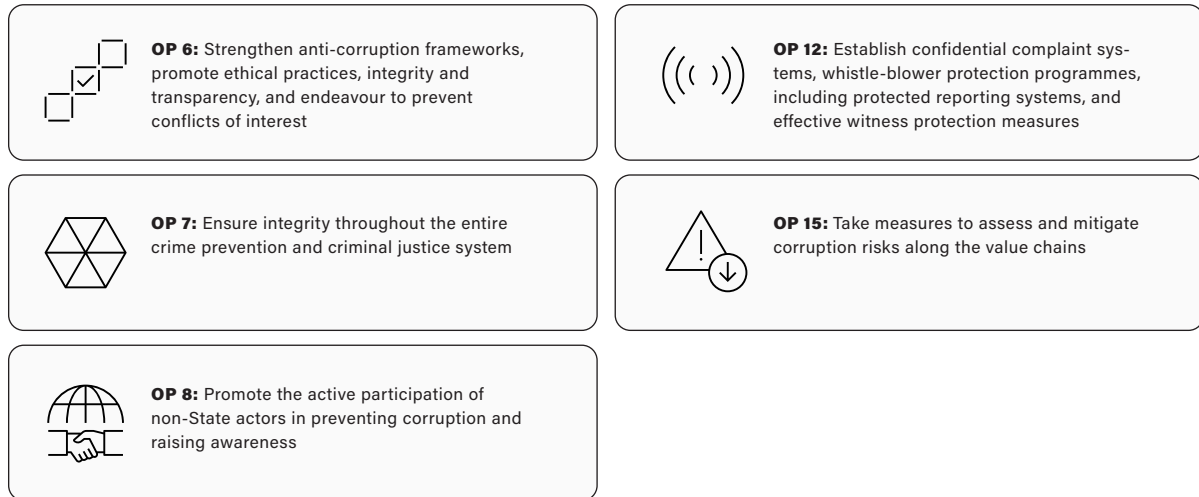 OP 6: Strengthen anti-corruption frameworks,
promote ethical practices, integrity and
transparency, and endeavour to prevent
conflicts of interest
OP 7: Ensure integrity throughout the entire
crime prevention and criminal justice system
OP 8: Promote the active participation of
non-State actors in preventing corruption and
raising awareness
OP 12: Establish confidential complaint sys-
tems, whistle-blower protection programmes,
including protected reporting systems, and
effective witness protection measures
OP 15: Take measures to assess and mitigate
corruption risks along the value chains